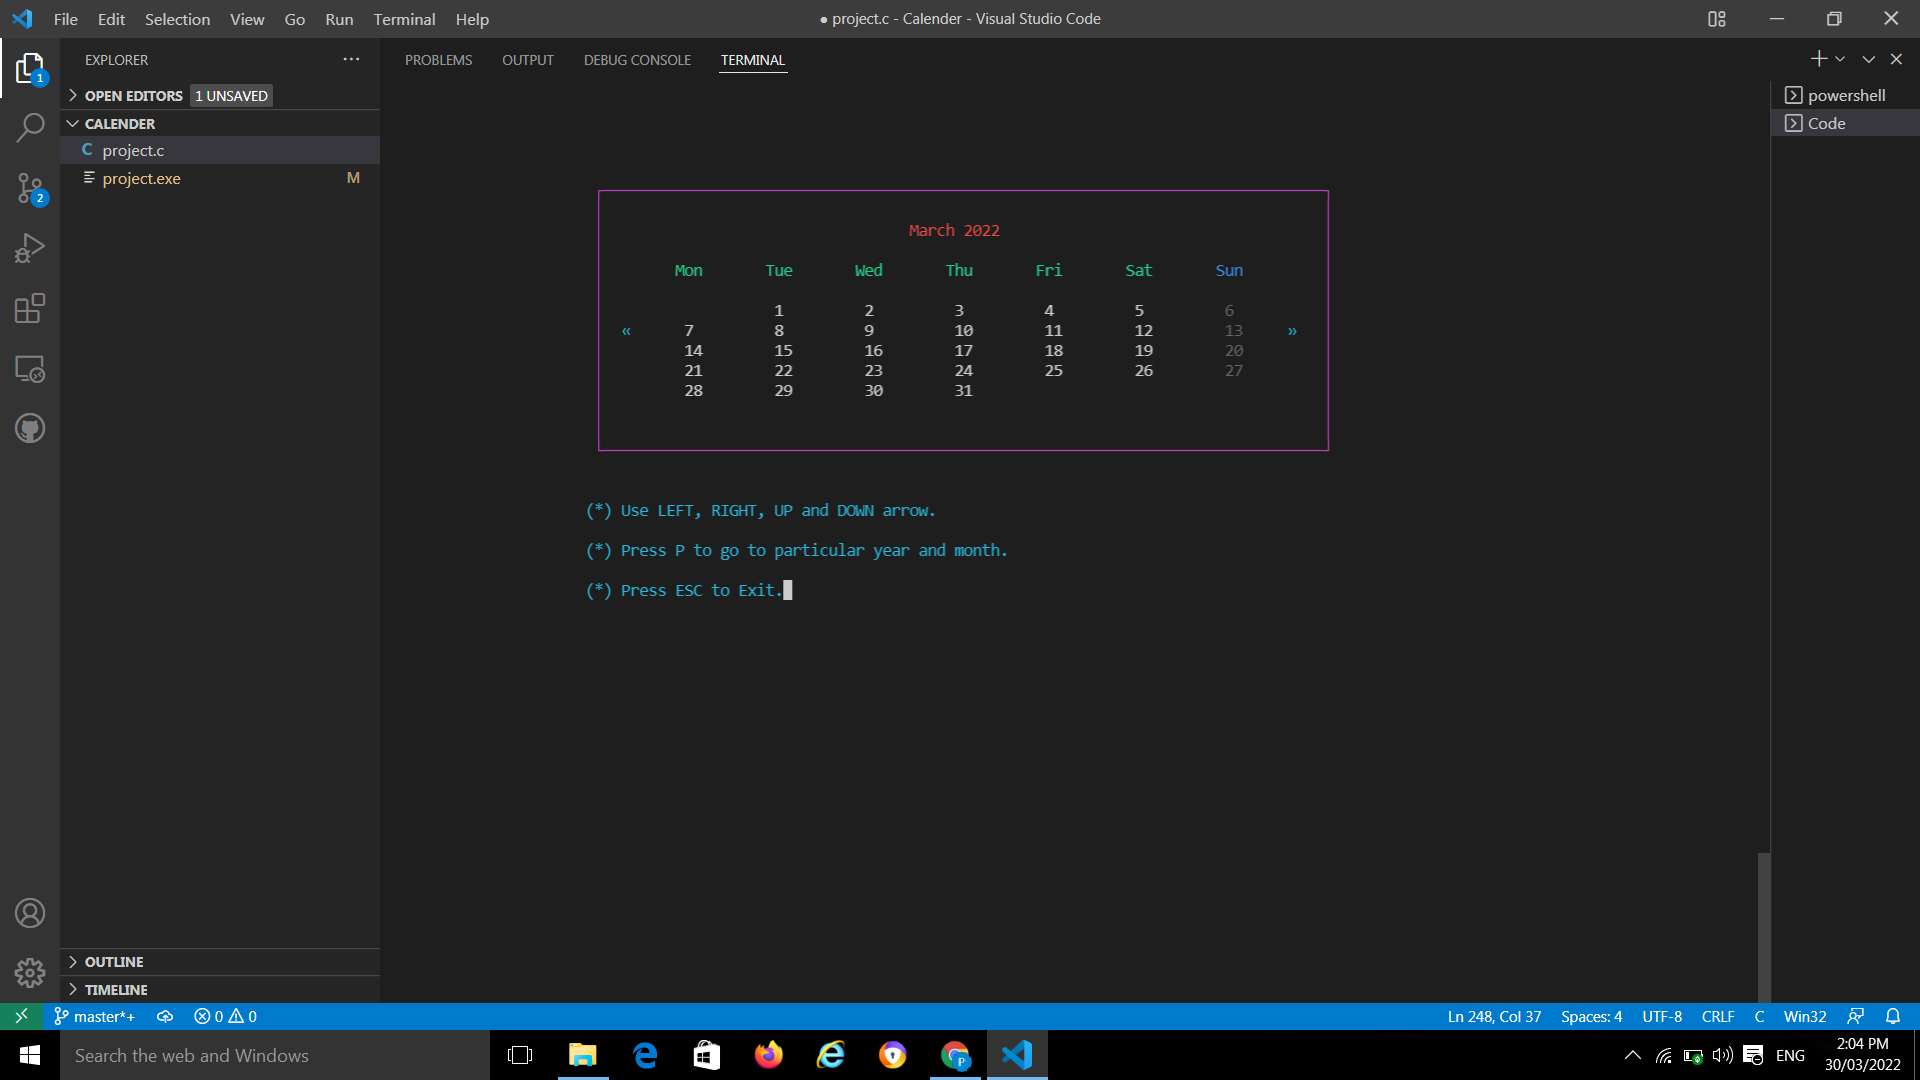 File Edit Selection View Go Run Terminal Help
● project.c - Calender - Visual Studio Code
EXPLORER
1
OPEN EDITORS 1 UNSAVED
CALENDER
C project.c
project.exe M
2
OUTLINE
TIMELINE
PROBLEMS OUTPUT DEBUG CONSOLE TERMINAL
powershell
Code
March 2022
Mon Tue Wed Thu Fri Sat Sun
1 2 3 4 5 6
« 7 8 9 10 11 12 13 »
14 15 16 17 18 19 20
21 22 23 24 25 26 27
28 29 30 31
(*) Use LEFT, RIGHT, UP and DOWN arrow.
(*) Press P to go to particular year and month.
(*) Press ESC to Exit.
master*+ 0 0 Ln 248, Col 37 Spaces: 4 UTF-8 CRLF C Win32
Search the web and Windows
P
ENG
2:04 PM
30/03/2022